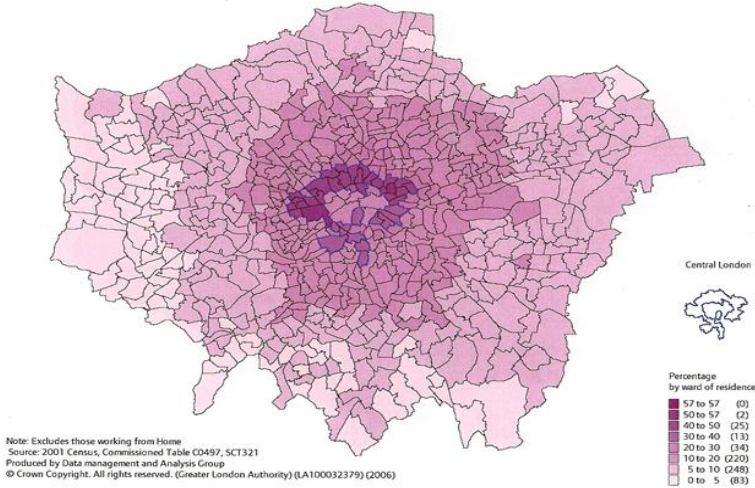 Central London
Percentage
by ward of residence
57 to 57 (0)
50 to 57 (2)
40 to 50 (25)
30 to 40 (13)
20 to 30 (34)
10 to 20 (220)
5 to 10 (248)
0 to 5 (83)
Note: Excludes those working from Home
Source: 2001 Census, Commissioned Table C0497, SCT321
Produced by Data management and Analysis Group
© Crown Copyright. All rights reserved. (Greater London Authority) (LA100032379) (2006)